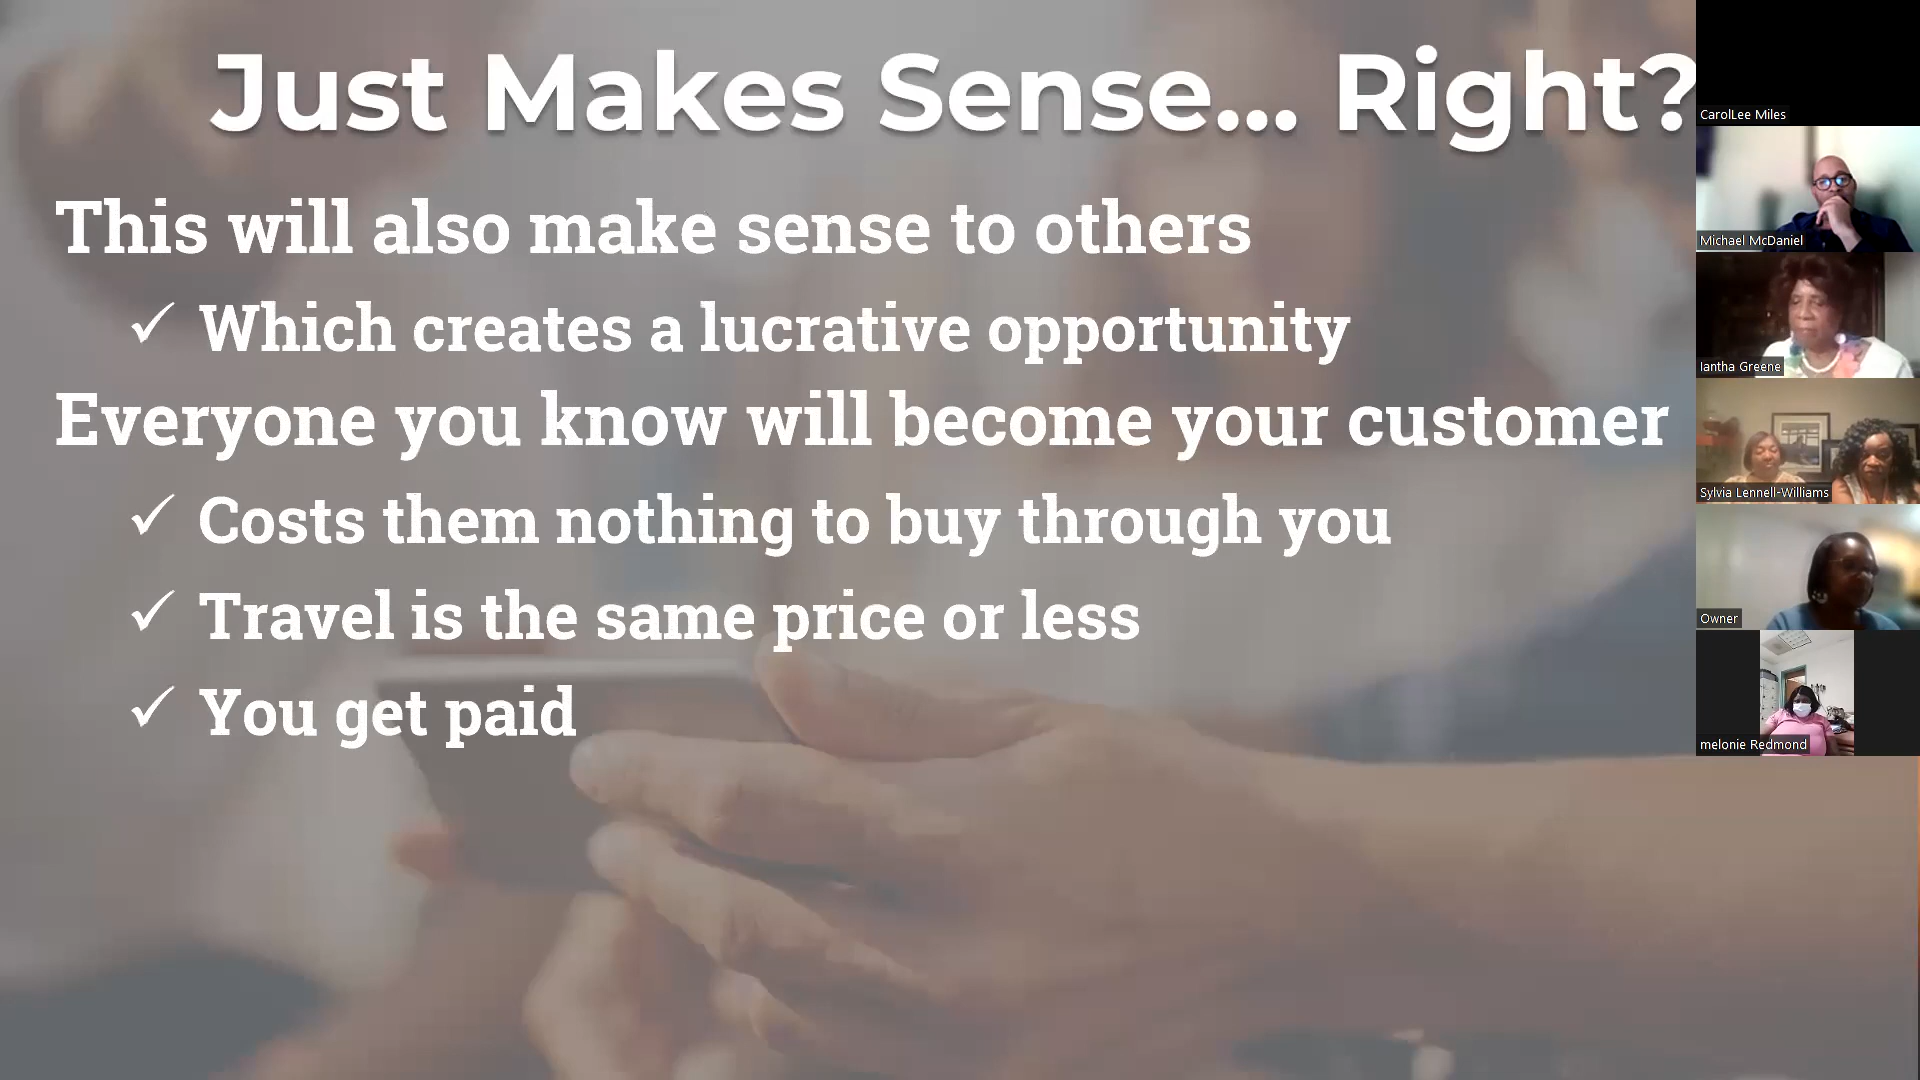 Just Makes Sense... Right?
This will also make sense to others
✓ Which creates a lucrative opportunity
Everyone you know will become your customer
✓ Costs them nothing to buy through you
✓ Travel is the same price or less
✓ You get paid
CarolLee Miles
Michael McDaniel
Iantha Greene
Sylvia Lennell-Williams
Owner
melonie Redmond